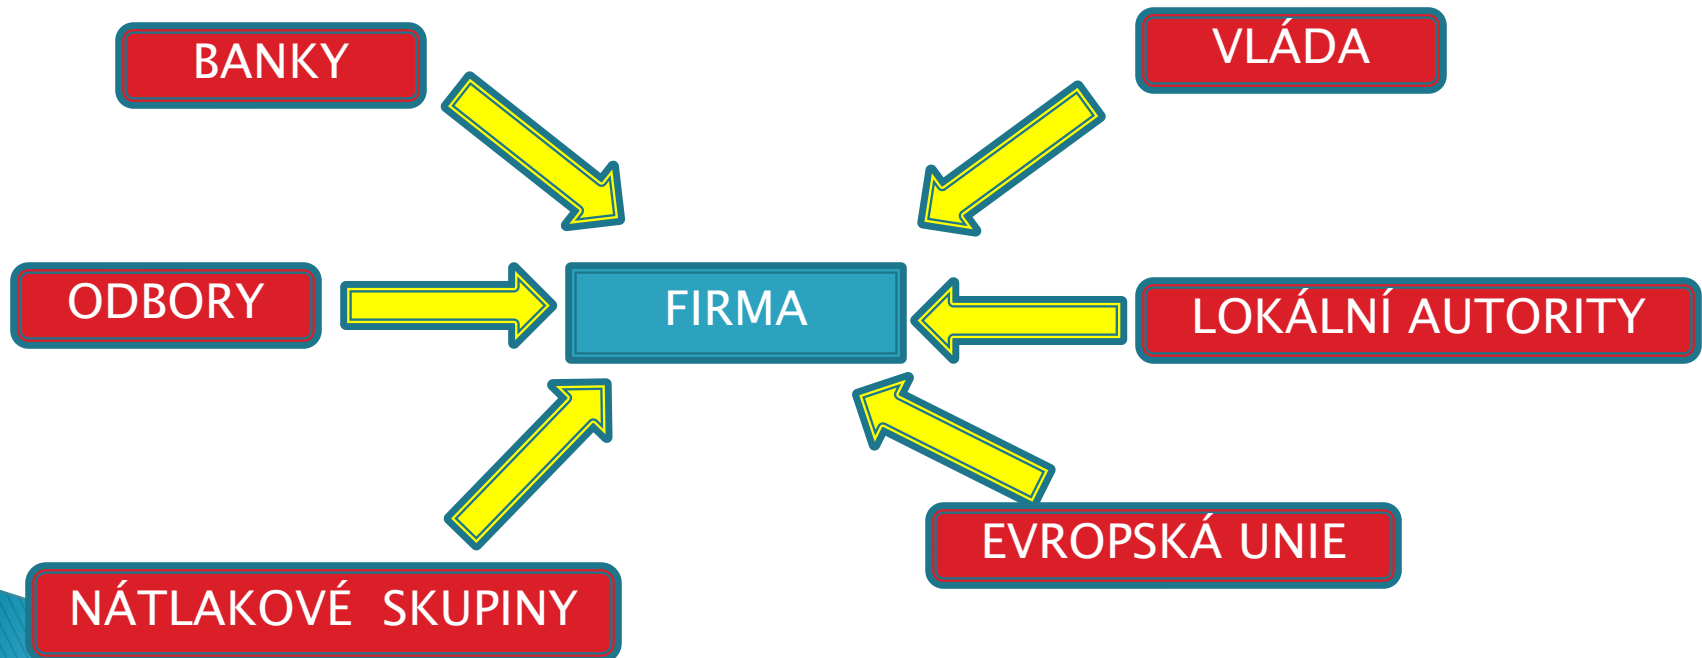 BANKY
VLÁDA
ODBORY
FIRMA
LOKÁLNÍ AUTORITY
EVROPSKÁ UNIE
NÁTLAKOVÉ  SKUPINY